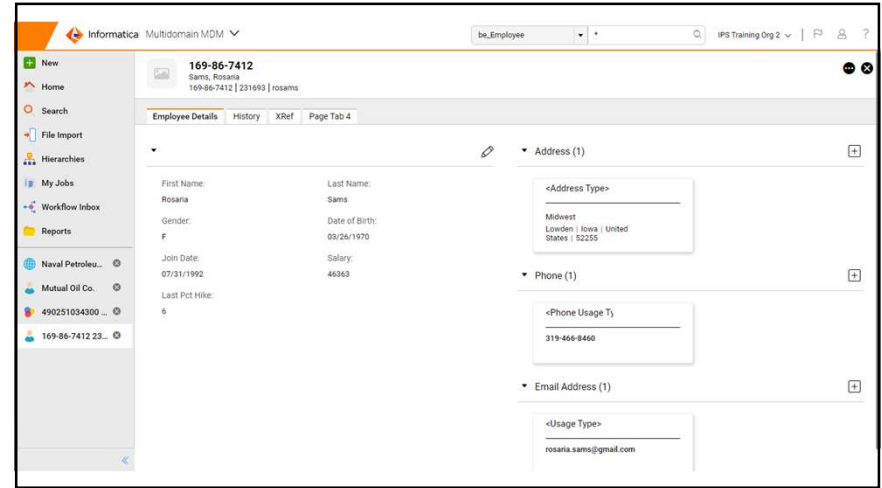 Informatica Multidomain MDM
be_Employee
*
IPS Training Org 2
?
New
Home
Search
File Import
Hierarchies
My Jobs
Workflow Inbox
Reports
Naval Petroleu...
Mutual Oil Co.
490251034300 ...
169-86-7412 23...
169-86-7412
Sams, Rosaria
169-86-7412 | 231693 | rosams
Employee Details History XRef Page Tab 4
First Name: Last Name:
Rosaria Sams
Gender: Date of Birth:
F 03/26/1970
Join Date: Salary:
07/31/1992 46363
Last Pct Hike:
6
Address (1)
<Address Type>
Midwest
Lowden | Iowa | United
States | 52255
Phone (1)
<Phone Usage Ty
319-466-8460
Email Address (1)
<Usage Type>
rosaria.sams@gmail.com